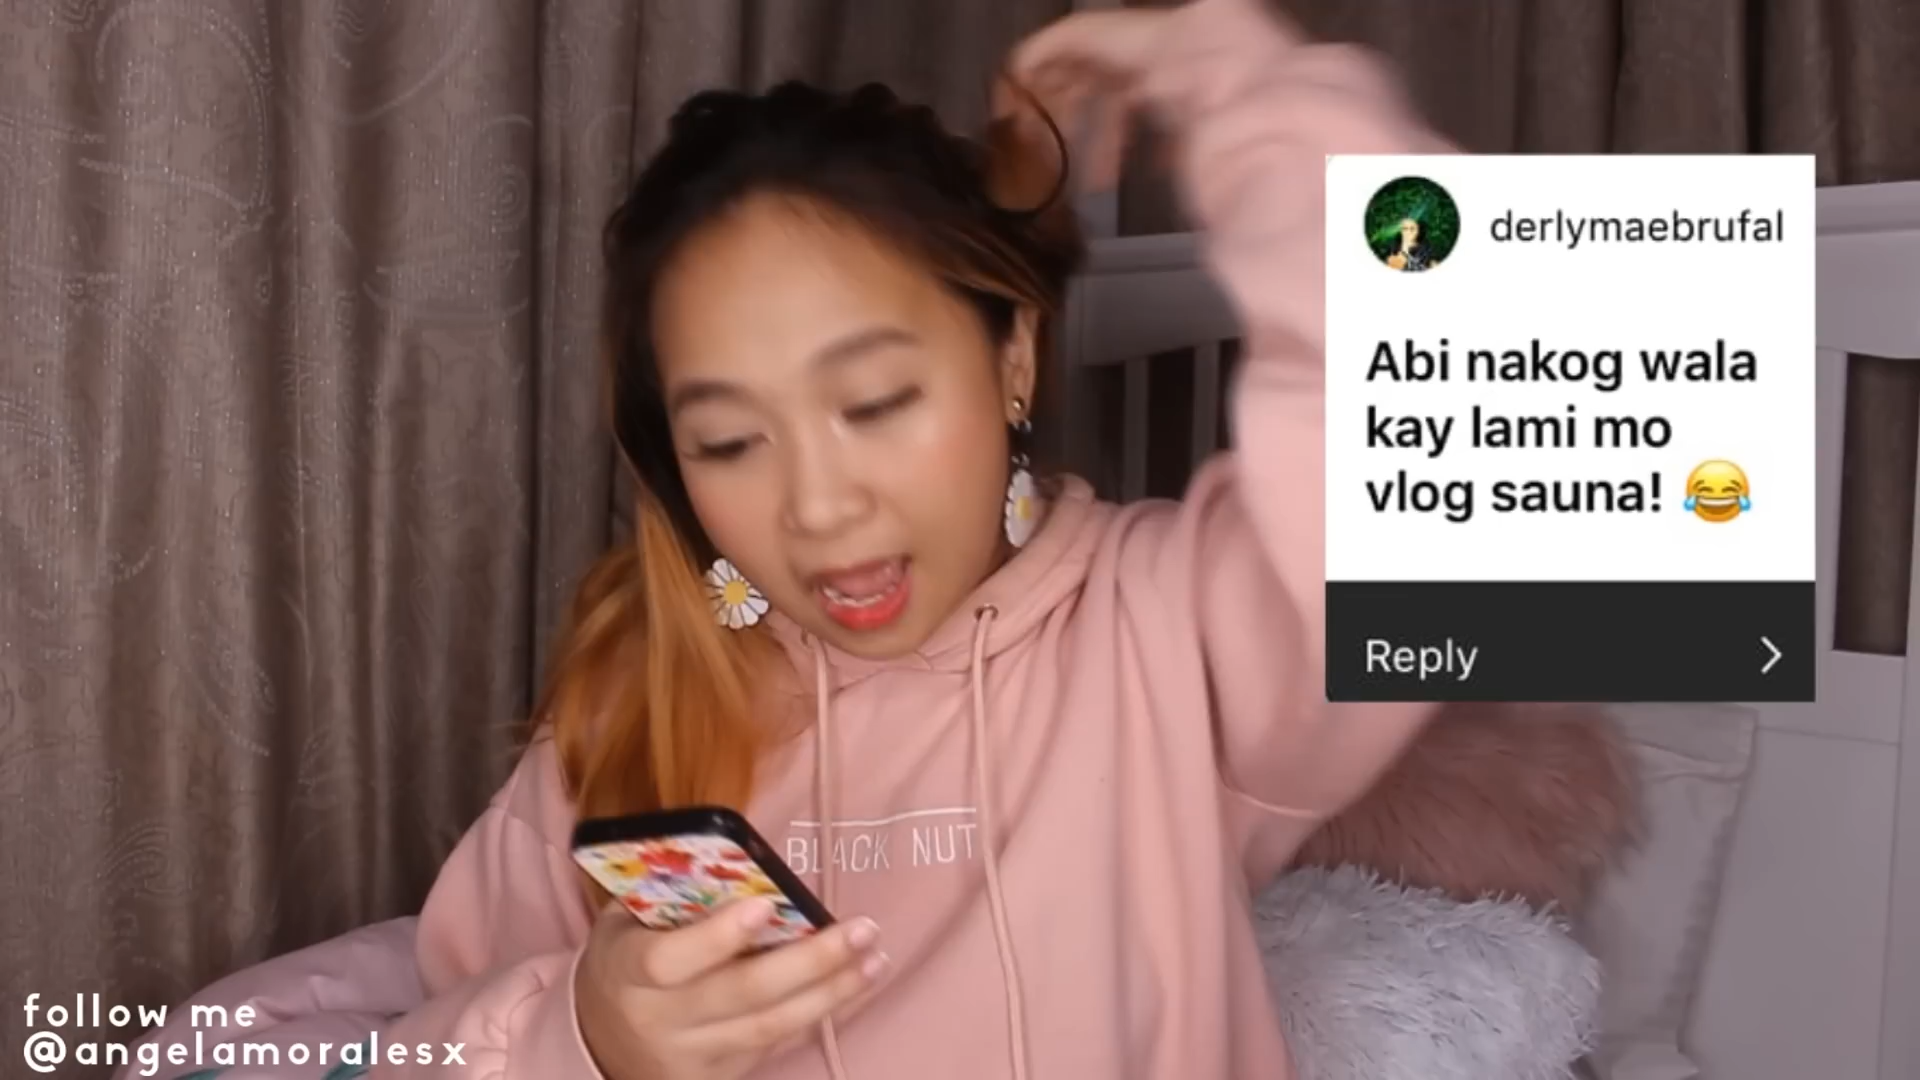 derlymaebrufal
Abi nakog wala
kay lami mo
vlog sauna! 😂
Reply
BLACK NUT
follow me
@angelamoralesx